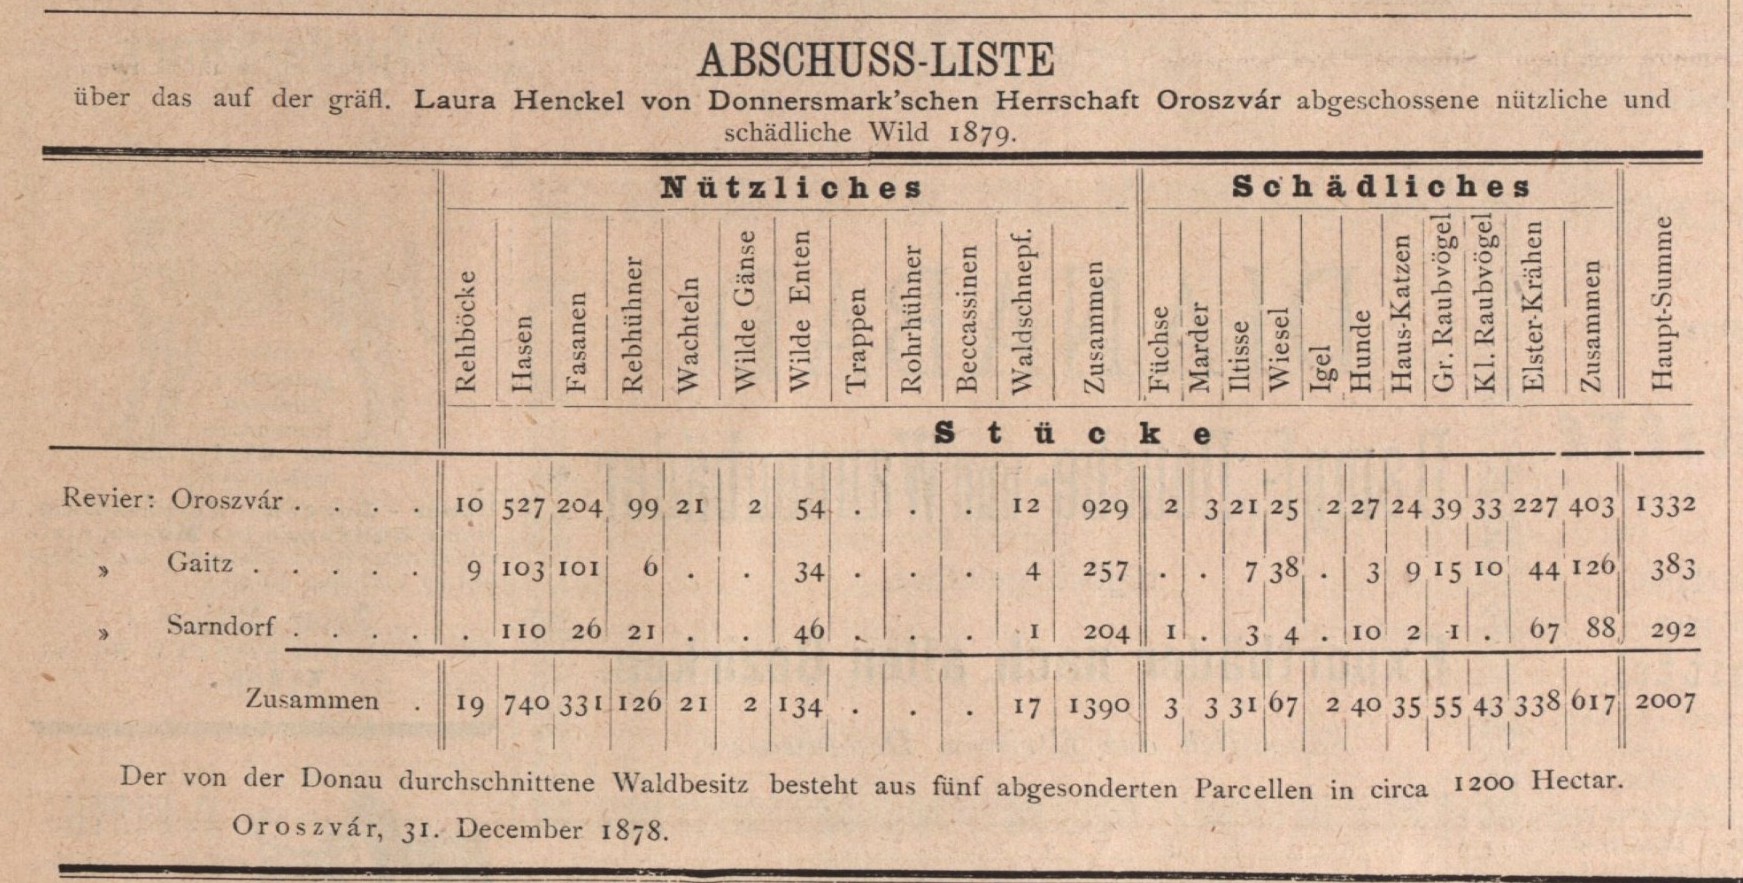 ABSCHUSS-LISTE
über das auf der gräfl. Laura Henckel von Donnersmark'schen Herrschaft Oroszvár abgeschossene nützliche und
schädliche Wild 1879.
Nützliches Schädliches
Rehböcke Hasen Fasanen Rebhühner Wachteln Wilde Gänse Wilde Enten Trappen Rohrhühner Beccassinen Waldschnepf. Zusammen Füchse Marder Iltisse Wiesel Igel Hunde Haus-Katzen Gr. Raubvögel Kl. Raubvögel Elster-Krähen Zusammen Haupt-Summe
Stücke
Revier: Oroszvár . . . . 10 527 204 99 21 2 54 . . . 12 929 2 3 21 25 2 27 24 39 33 227 403 1332
„ Gaitz . . . . . 9 103 101 6 . . 34 . . . 4 257 . . 7 38 . 3 9 15 10 44 126 383
„ Sarndorf . . . . . 110 26 21 . . 46 . . . 1 204 1 . 3 4 . 10 2 1 . 67 88 292
Zusammen . 19 740 331 126 21 2 134 . . . 17 1390 3 3 31 67 2 40 35 55 43 338 617 2007
Der von der Donau durchschnittene Waldbesitz besteht aus fünf abgesonderten Parcellen in circa 1200 Hectar.
Oroszvár, 31. December 1878.